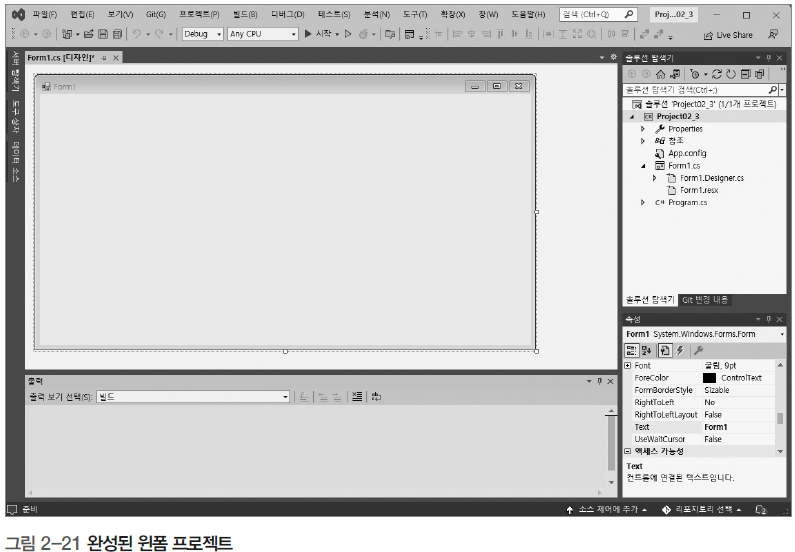 파일(F) 편집(E) 보기(V) Git(G) 프로젝트(P) 빌드(B) 디버그(D) 테스트(S) 분석(N) 도구(T) 확장(X) 창(W) 도움말(H) 검색 (Ctrl+Q) Proj...02_3
Debug Any CPU 시작 Live Share
서버 탐색기 도구 상자 데이터 소스
Form1.cs [디자인]*
Form1
출력
출력 보기 선택(S): 빌드
솔루션 탐색기
솔루션 탐색기 검색(Ctrl+;)
솔루션 'Project02_3' (1/1개 프로젝트)
Project02_3
Properties
참조
App.config
Form1.cs
Form1.Designer.cs
Form1.resx
C# Program.cs
솔루션 탐색기 Git 변경 내용
속성
Form1 System.Windows.Forms.Form
Font 굴림, 9pt
ForeColor ControlText
FormBorderStyle Sizable
RightToLeft No
RightToLeftLayout False
Text Form1
UseWaitCursor False
액세스 가능성
Text
컨트롤에 연결된 텍스트입니다.
준비 소스 제어에 추가 리포지토리 선택 2
그림 2-21 완성된 윈폼 프로젝트